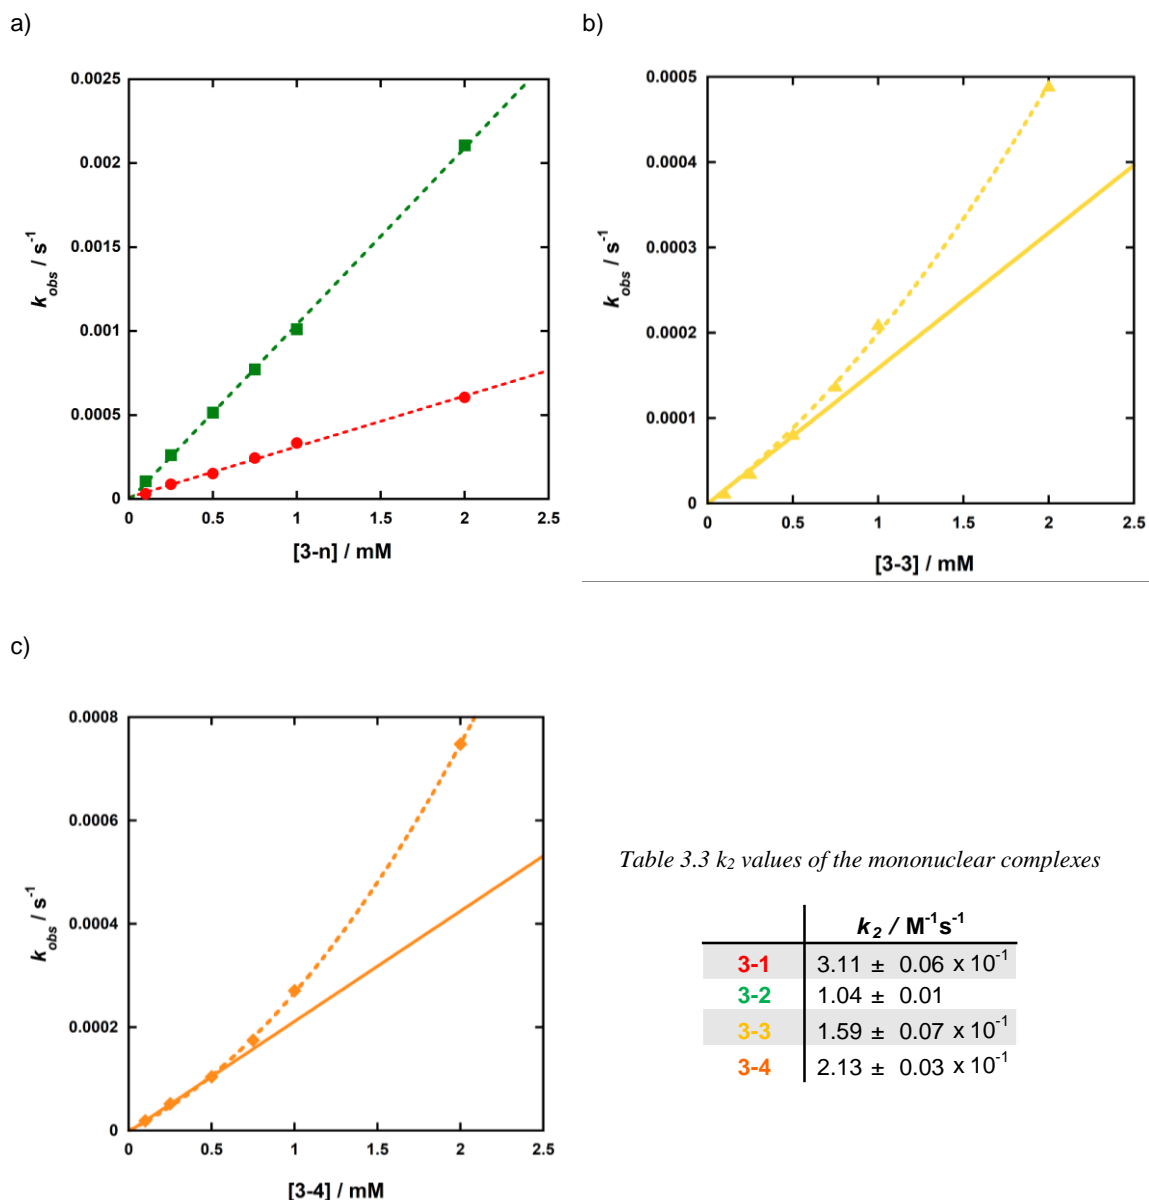 a)
0.0025
0.002
0.0015
0.001
0.0005
0
0 0.5 1 1.5 2 2.5
k obs / s-1
[3-n] / mM
b)
0.0005
0.0004
0.0003
0.0002
0.0001
0
0 0.5 1 1.5 2 2.5
k obs / s-1
[3-3] / mM
c)
0.0008
0.0006
0.0004
0.0002
0
0 0.5 1 1.5 2 2.5
k obs / s-1
[3-4] / mM
Table 3.3 k2 values of the mononuclear complexes
k2 / M-1s-1
3-1 3.11 ± 0.06 x 10-1
3-2 1.04 ± 0.01
3-3 1.59 ± 0.07 x 10-1
3-4 2.13 ± 0.03 x 10-1